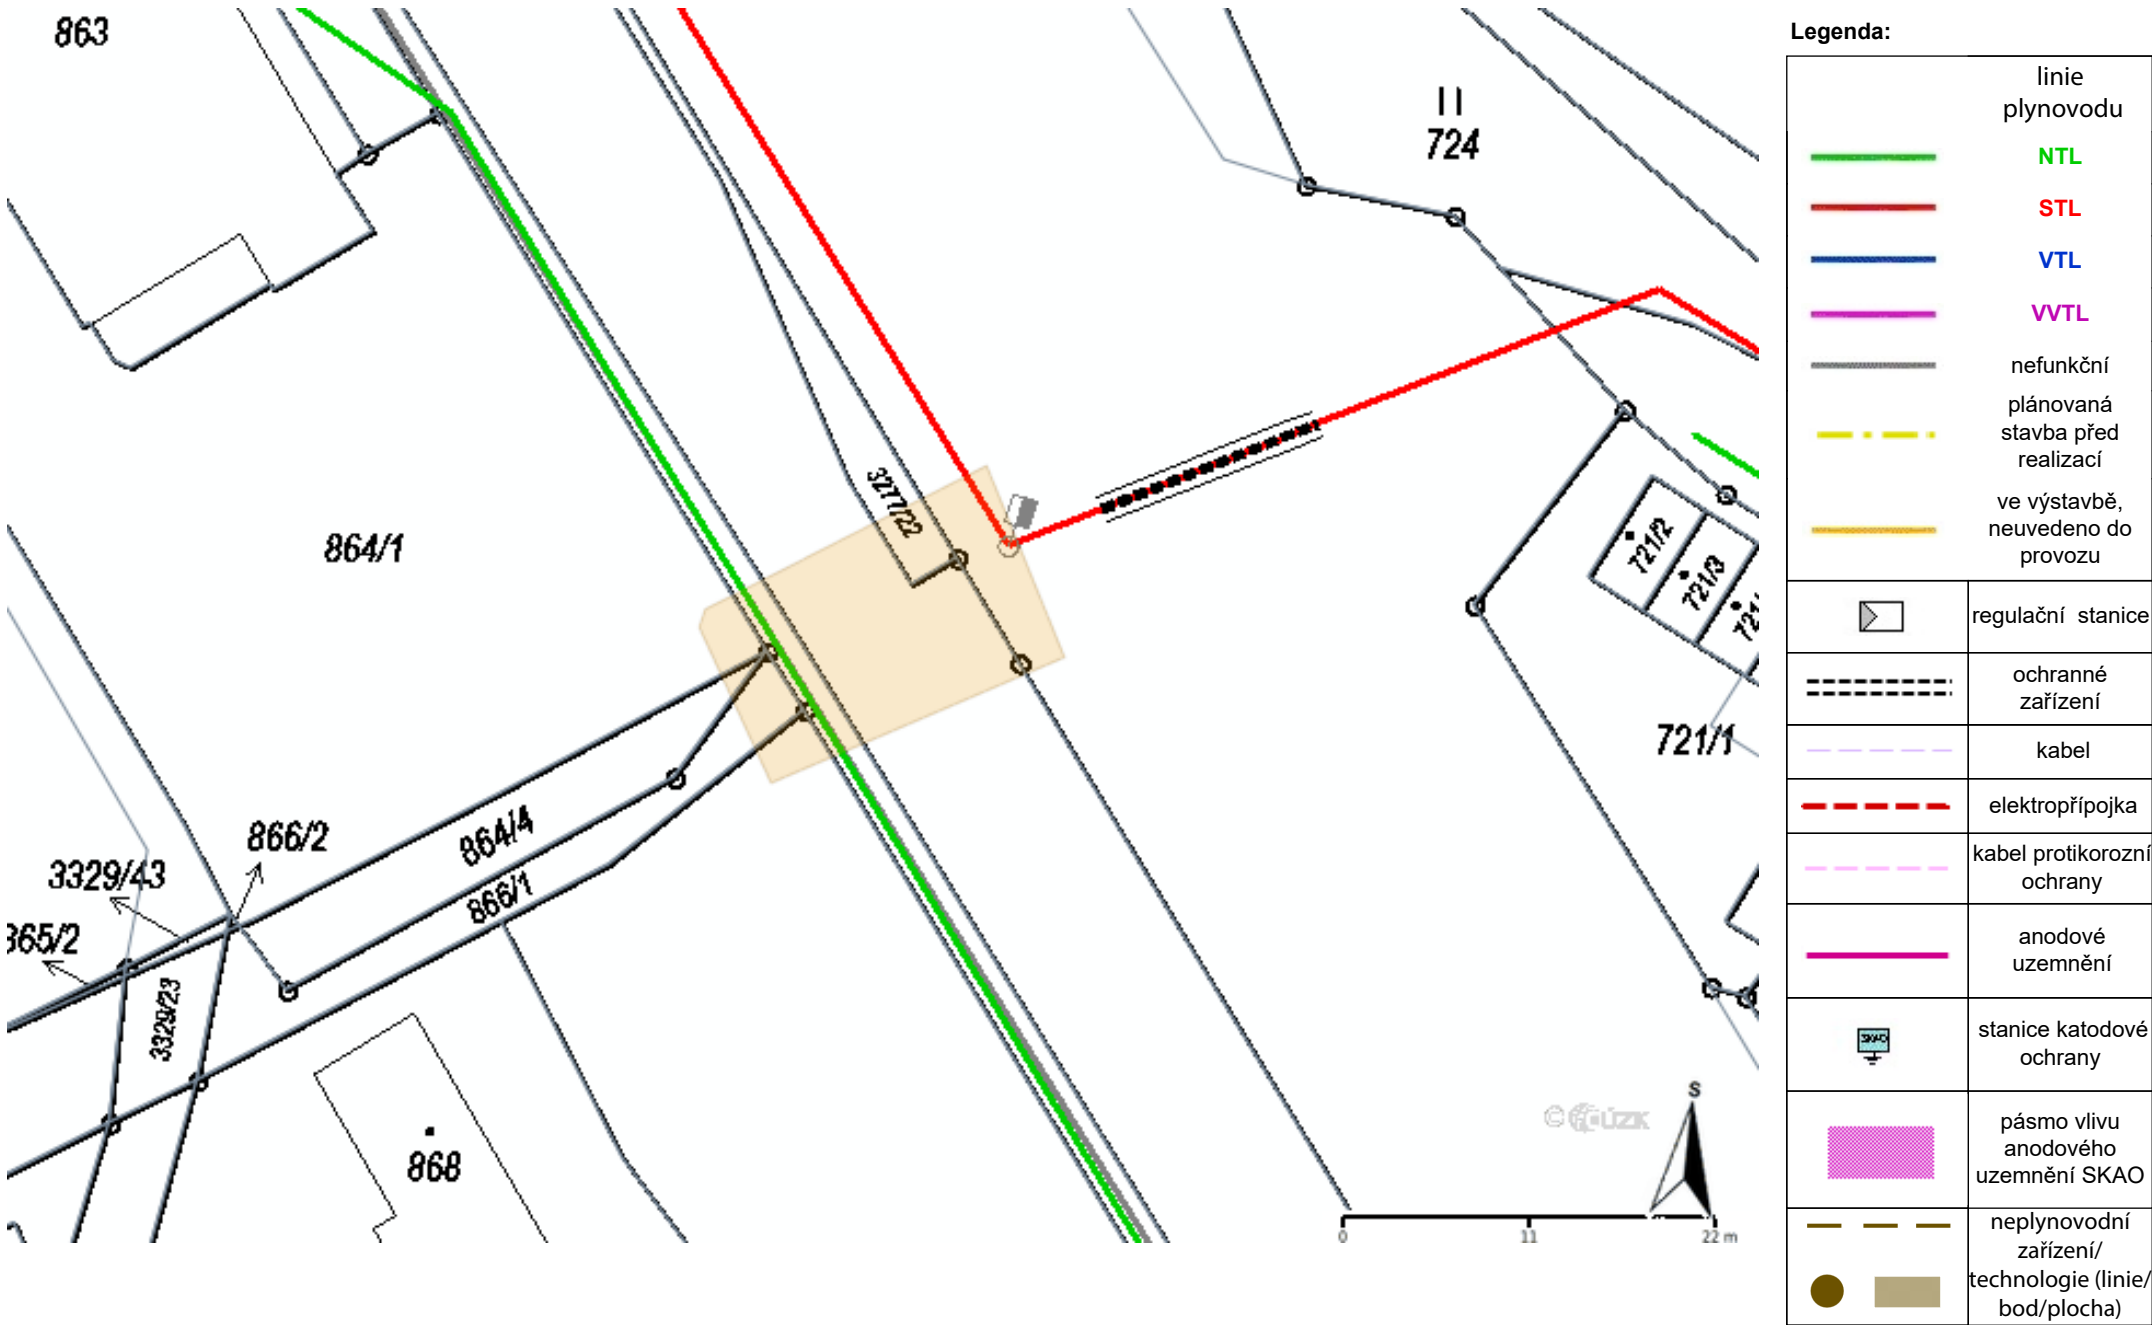 863
II
724
3277/22
864/1
721/2
721/3
721/1
866/2
864/4
3329/43
866/1
865/2
3329/23
868
©
ČÚZK
S
0
11
22 m
Legenda:
linie
plynovodu
NTL
STL
VTL
VVTL
nefunkční
plánovaná
stavba před
realizací
ve výstavbě,
neuvedeno do
provozu
regulační stanice
ochranné
zařízení
kabel
elektropřípojka
kabel protikorozní
ochrany
anodové
uzemnění
SKAO
stanice katodové
ochrany
pásmo vlivu
anodového
uzemnění SKAO
neplynovodní
zařízení/
technologie (linie/
bod/plocha)